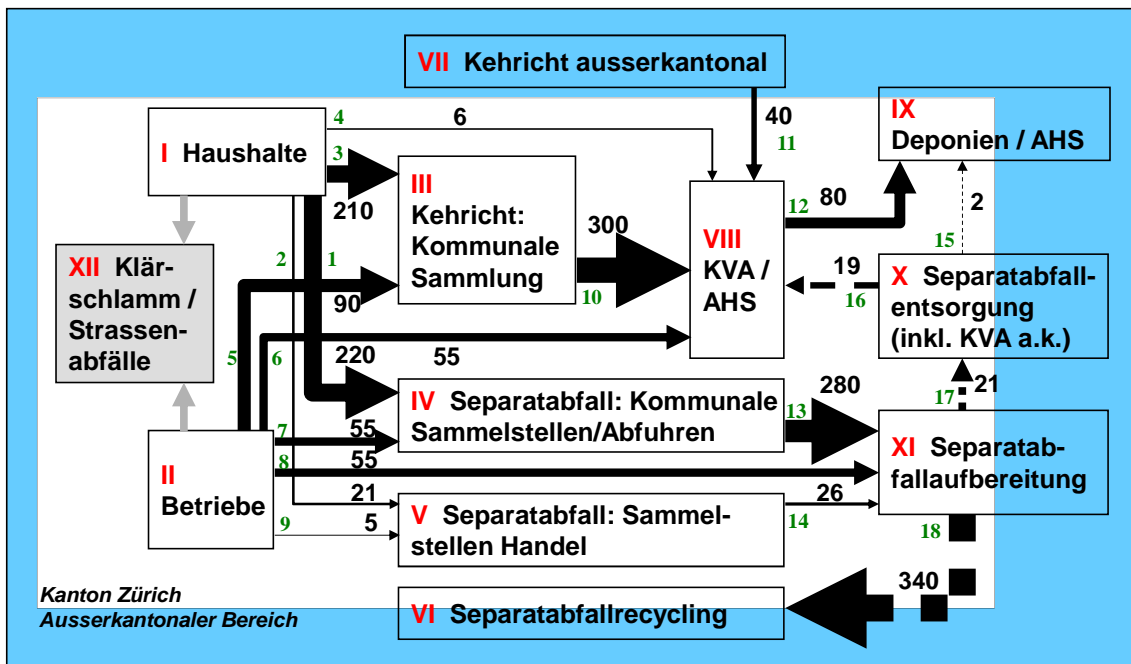 VII Kehricht ausserkantonal
4
6
40
11
IX
Deponien / AHS
I Haushalte
3
210
III
Kehricht:
Kommunale
Sammlung
300
10
VIII
KVA /
AHS
12
80
2
15
XII Klär-
schlamm /
Strassen-
abfälle
2
1
90
19
16
X Separatabfall-
entsorgung
(inkl. KVA a.k.)
5
6
55
220
IV Separatabfall: Kommunale
Sammelstellen/Abfuhren
280
13
17
21
7
55
8
55
II
Betriebe
XI Separatab-
fallaufbereitung
21
9
5
V Separatabfall: Sammel-
stellen Handel
26
14
18
Kanton Zürich
Ausserkantonaler Bereich
VI Separatabfallrecycling
340